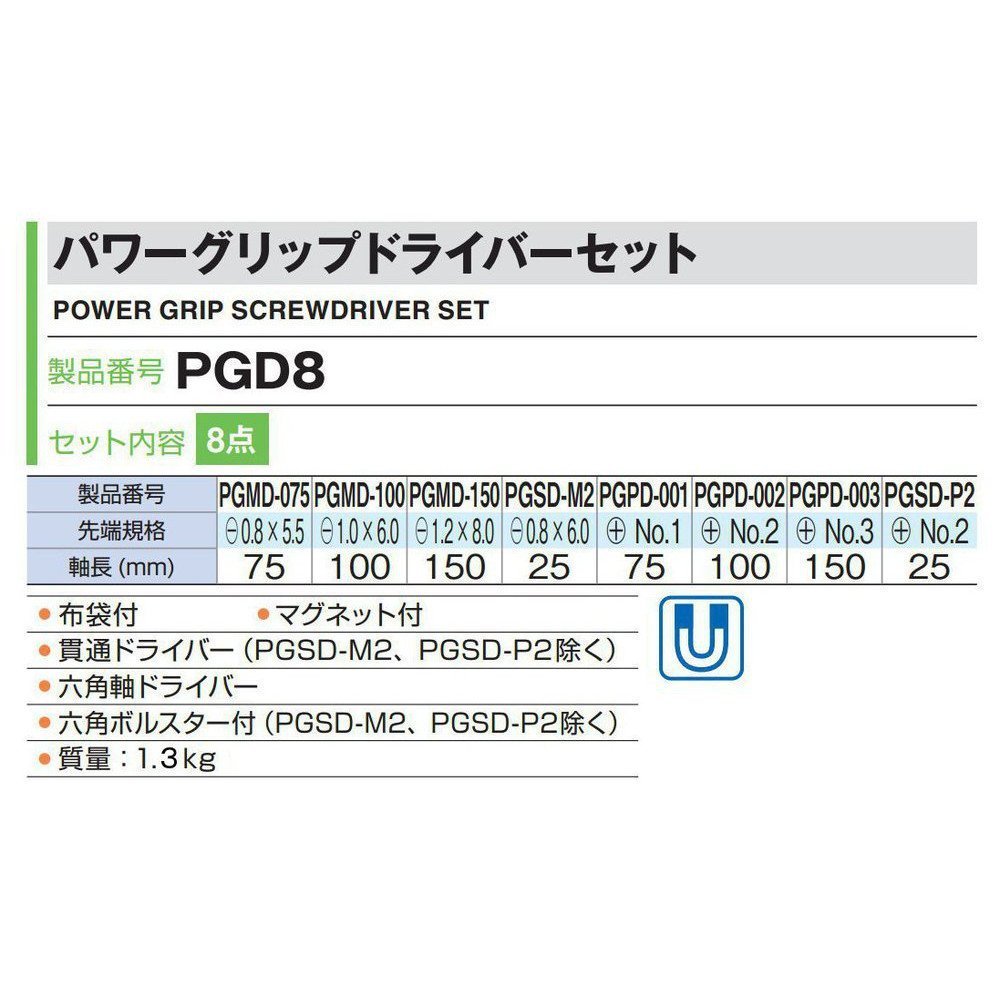 パワーグリップドライバーセット
POWER GRIP SCREWDRIVER SET
製品番号 PGD8
セット内容 8点
製品番号 PGMD-075 PGMD-100 PGMD-150 PGSD-M2 PGPD-001 PGPD-002 PGPD-003 PGSD-P2
先端規格 ⊖0.8×5.5 ⊖1.0×6.0 ⊖1.2×8.0 ⊖0.8×6.0 ⊕ No.1 ⊕ No.2 ⊕ No.3 ⊕ No.2
軸長(mm) 75 100 150 25 75 100 150 25
●布袋付 ●マグネット付
●貫通ドライバー(PGSD-M2、PGSD-P2除く)
●六角軸ドライバー
●六角ボルスター付(PGSD-M2、PGSD-P2除く)
●質量：1.3kg